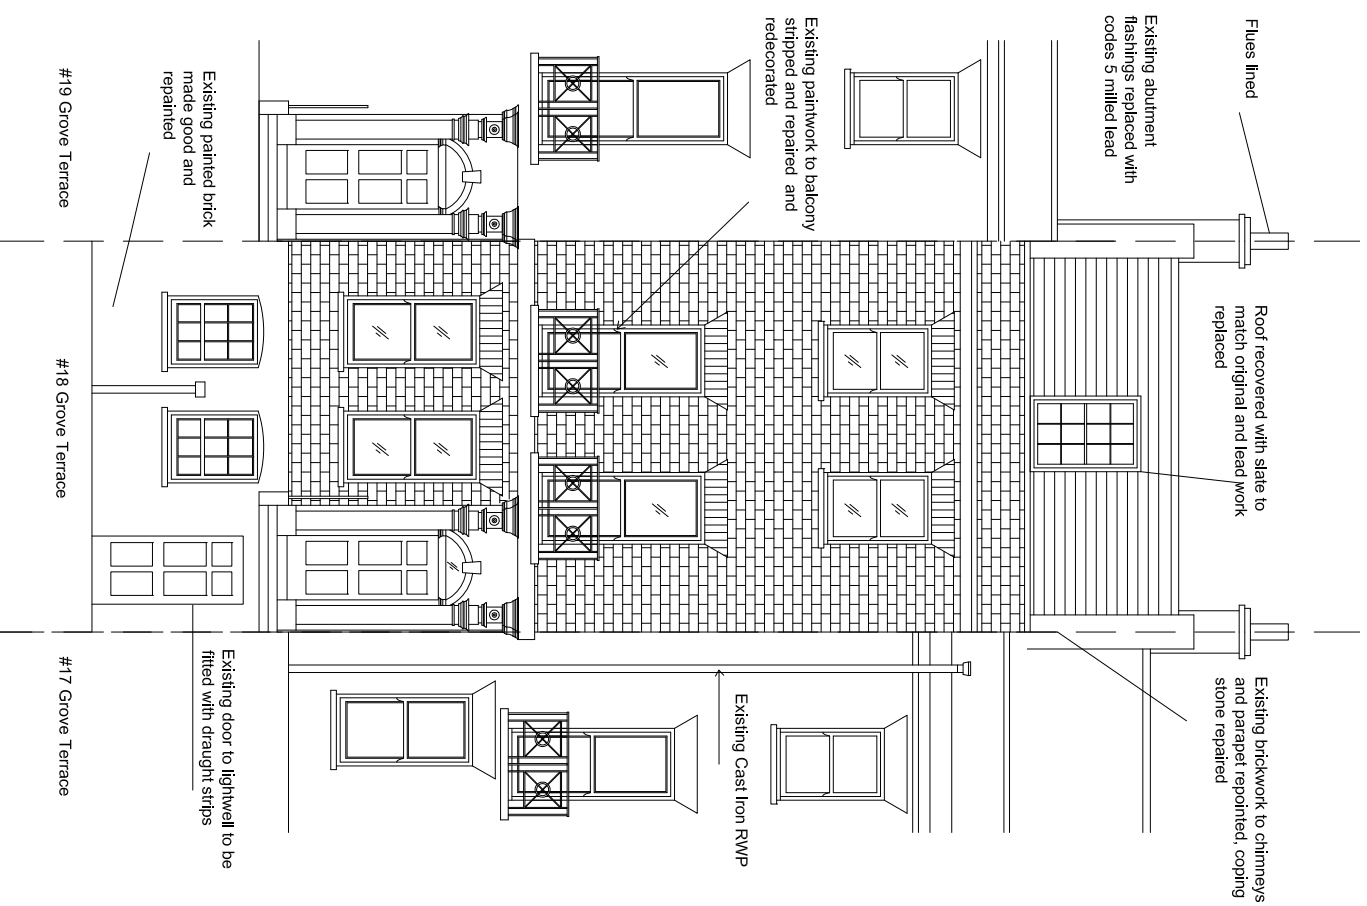 Flues lined
Existing abutment
flashings replaced with
codes 5 milled lead
Existing paintwork to balcony
stripped and repaired and
redecorated
Existing painted brick
made good and
repainted
#19 Grove Terrace
Roof recovered with slate to
match original and lead work
replaced
#18 Grove Terrace
Existing brickwork to chimneys
and parapet repointed, coping
stone repaired
Existing Cast Iron RWP
Existing door to lightwell to be
fitted with draught strips
#17 Grove Terrace